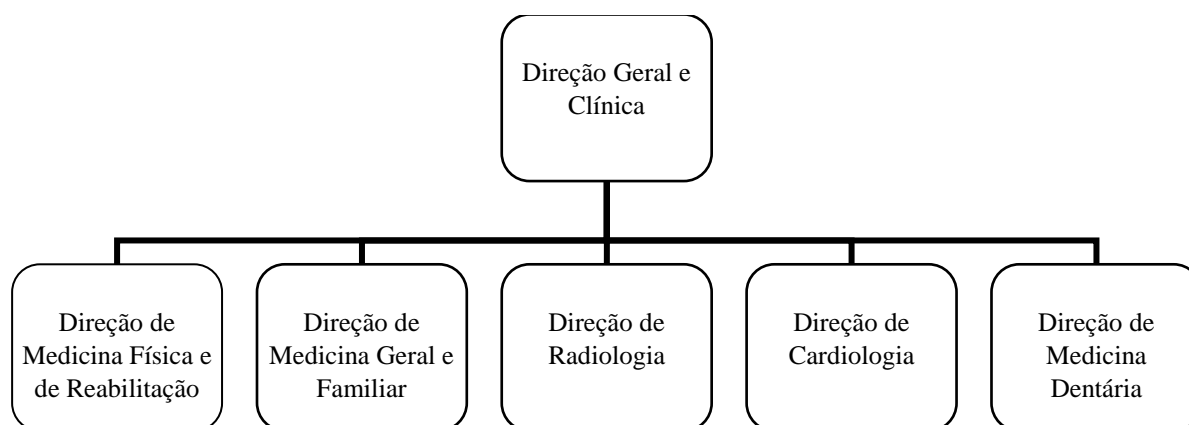 Direção Geral e
Clínica
Direção de
Medicina Física e
de Reabilitação
Direção de
Medicina Geral e
Familiar
Direção de
Radiologia
Direção de
Cardiologia
Direção de
Medicina
Dentária